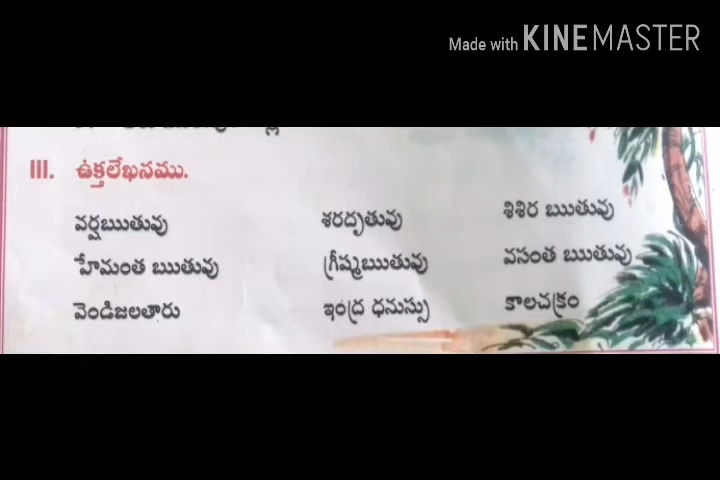 Made with KINEMASTER
III. ఉక్తలేఖనము.
వర్షఋతువు శరదృతువు శిశిర ఋతువు
హేమంత ఋతువు గ్రీష్మఋతువు వసంత ఋతువు
వెండిజలతారు ఇంద్ర ధనుస్సు కాలచక్రం